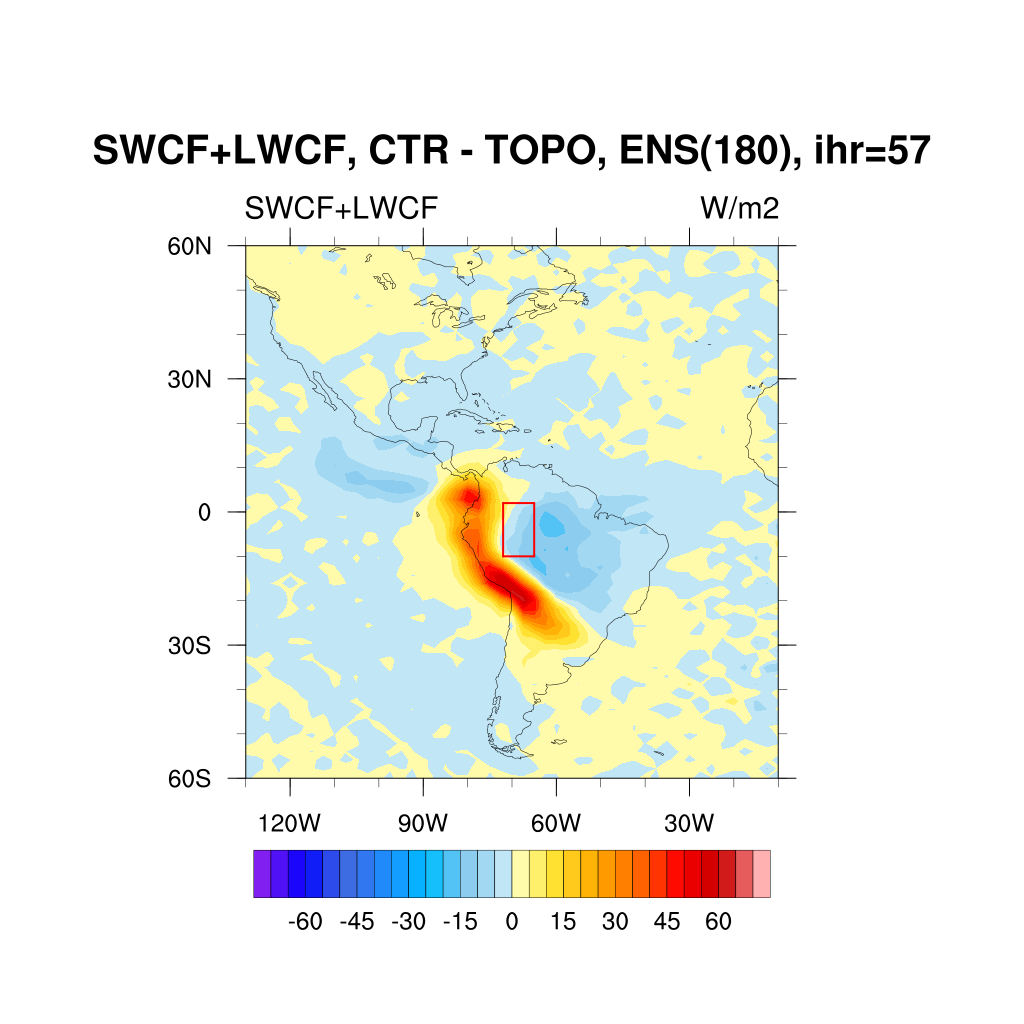 SWCF+LWCF, CTR - TOPO, ENS(180), ihr=57
SWCF+LWCF W/m2
60N
30N
0
30S
60S
120W 90W 60W 30W
-60 -45 -30 -15 0 15 30 45 60